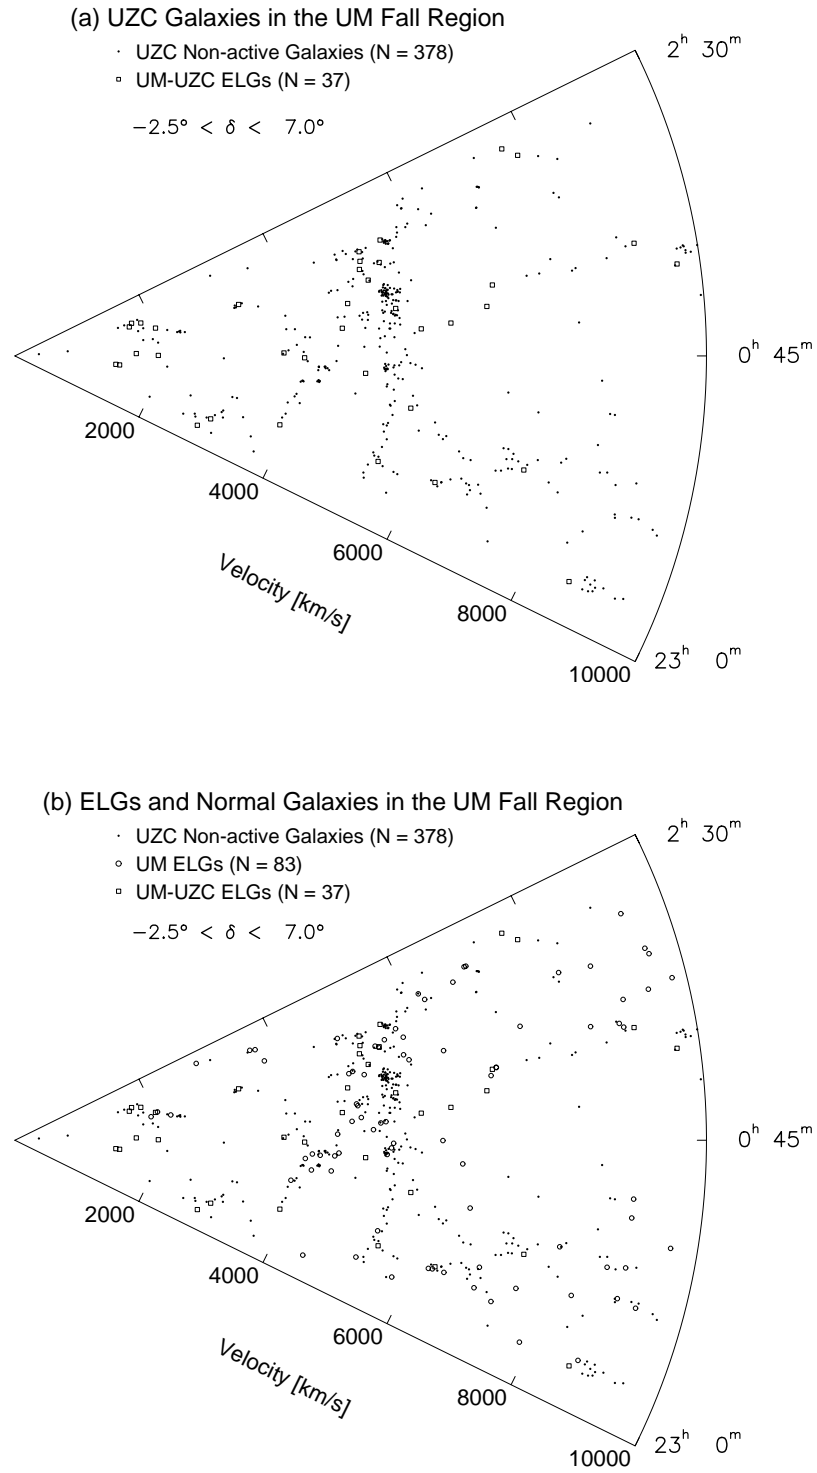 (a) UZC Galaxies in the UM Fall Region
UZC Non-active Galaxies (N = 378)
UM-UZC ELGs (N = 37)
−2.5° < δ < 7.0°
2h 30m
0h 45m
23h 0m
2000
4000
6000
8000
10000
Velocity [km/s]
(b) ELGs and Normal Galaxies in the UM Fall Region
UZC Non-active Galaxies (N = 378)
UM ELGs (N = 83)
UM-UZC ELGs (N = 37)
−2.5° < δ < 7.0°
2h 30m
0h 45m
23h 0m
2000
4000
6000
8000
10000
Velocity [km/s]